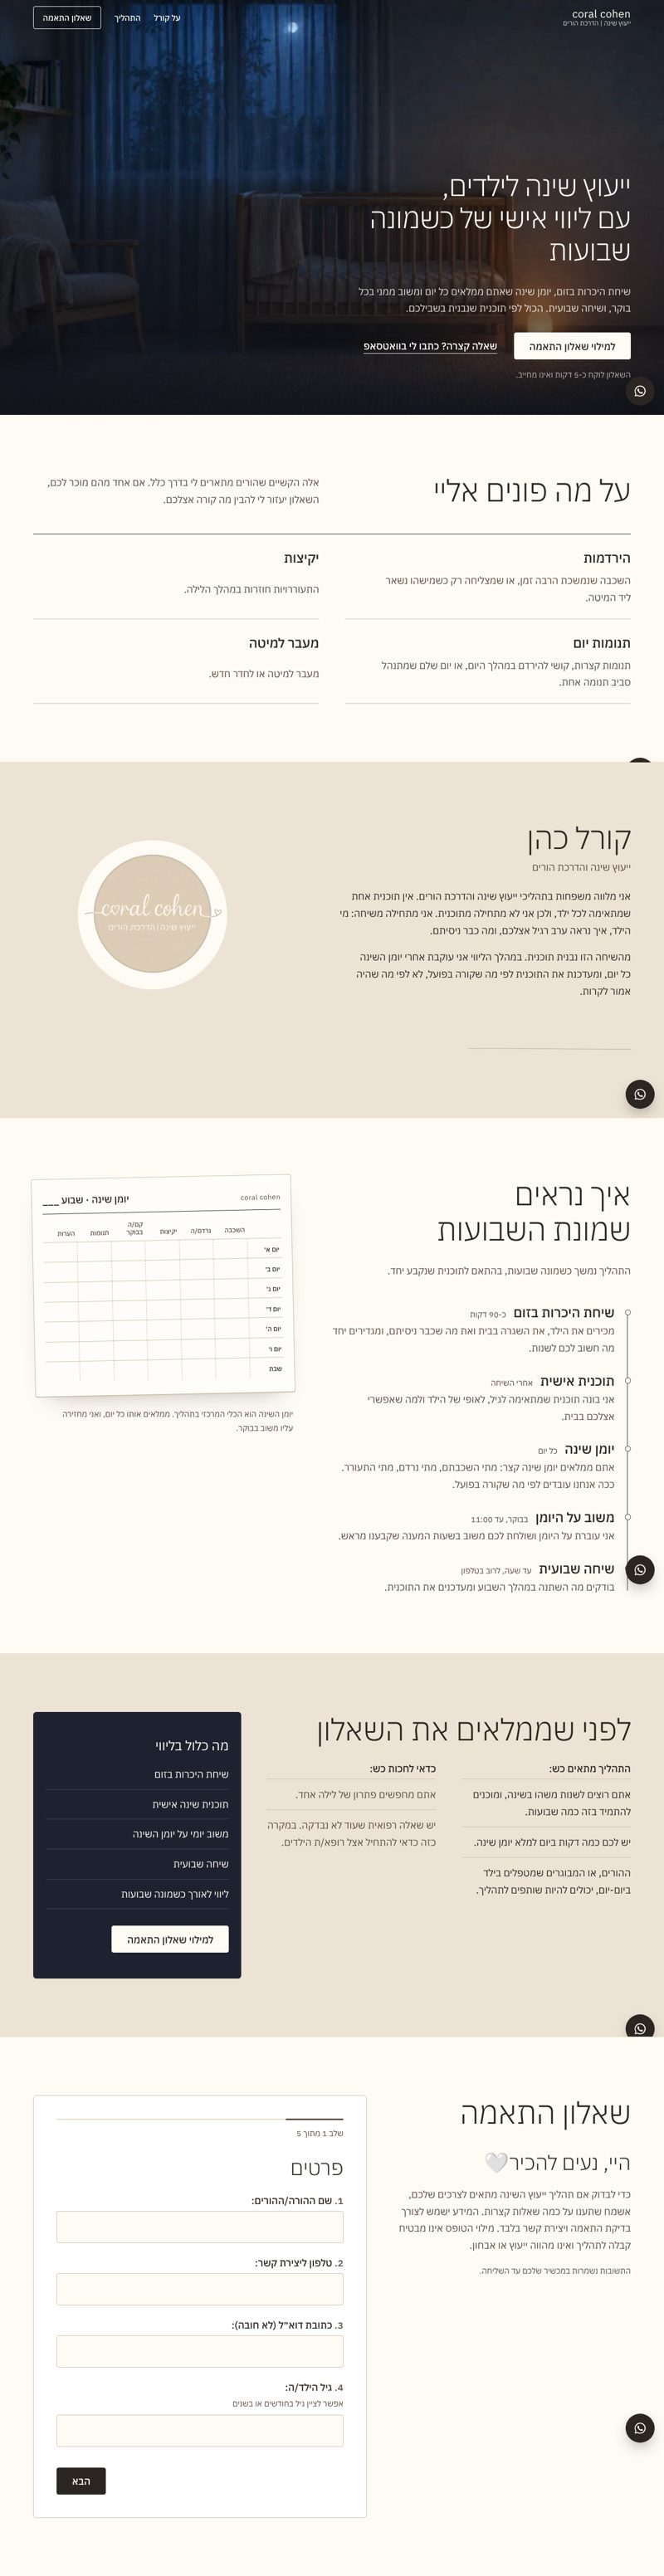 coral cohen
ייעוץ שינה | הדרכת הורים
על קורל
התהליך
שאלון התאמה
ייעוץ שינה לילדים,
עם ליווי אישי של כשמונה
שבועות
שיחת היכרות בזום, יומן שינה שאתם ממלאים כל יום ומשוב ממני בכל
בוקר, ושיחה שבועית. הכול לפי תוכנית שנבנית בשבילכם.
למילוי שאלון התאמה
שאלה קצרה? כתבו לי בוואטסאפ
השאלון לוקח כ-5 דקות ואינו מחייב.
על מה פונים אליי
אלה הקשיים שהורים מתארים לי בדרך כלל. אם אחד מהם מוכר לכם,
השאלון יעזור לי להבין מה קורה אצלכם.
הירדמות
השכבה שנמשכת הרבה זמן, או שמצליחה רק כשמישהו נשאר
ליד המיטה.
יקיצות
התעוררויות חוזרות במהלך הלילה.
תנומות יום
תנומות קצרות, קושי להירדם במהלך היום, או יום שלם שמתנהל
סביב תנומה אחת.
מעבר למיטה
מעבר למיטה או לחדר חדש.
קורל כהן
ייעוץ שינה והדרכת הורים
אני מלווה משפחות בתהליכי ייעוץ שינה והדרכת הורים. אין תוכנית אחת
שמתאימה לכל ילד, ולכן אני לא מתחילה מתוכנית. אני מתחילה משיחה: מי
הילד, איך נראה ערב רגיל אצלכם, ומה כבר ניסיתם.
מהשיחה הזו נבנית תוכנית. במהלך הליווי אני עוקבת אחרי יומן השינה
כל יום, ומעדכנת את התוכנית לפי מה שקורה בפועל, לא לפי מה שהיה
אמור לקרות.
coral cohen
ייעוץ שינה | הדרכת הורים
איך נראים
שמונת השבועות
התהליך נמשך כשמונה שבועות, בהתאם לתוכנית שנקבע יחד.
שיחת היכרות בזום כ-90 דקות
מכירים את הילד, את השגרה בבית ואת מה שכבר ניסיתם, ומגדירים יחד
מה חשוב לכם לשנות.
תוכנית אישית אחרי השיחה
אני בונה תוכנית שמתאימה לגיל, לאופי של הילד ולמה שאפשרי
אצלכם בבית.
יומן שינה כל יום
אתם ממלאים יומן שינה קצר: מתי השכבתם, מתי נרדם, מתי התעורר.
ככה אנחנו עובדים לפי מה שקורה בפועל.
משוב על היומן בבוקר, עד 11:00
אני עוברת על היומן ושולחת לכם משוב בשעות המענה שקבענו מראש.
שיחה שבועית עד שעה, לרוב בטלפון
בודקים מה השתנה במהלך השבוע ומעדכנים את התוכנית.
coral cohen
יומן שינה · שבוע ___
השכבה
נרדם/ה
יקיצות
קם/ה
בבוקר
תנומות
הערות
יום א׳
יום ב׳
יום ג׳
יום ד׳
יום ה׳
יום ו׳
שבת
יומן השינה הוא הכלי המרכזי בתהליך. ממלאים אותו כל יום, ואני מחזירה
עליו משוב בבוקר.
לפני שממלאים את השאלון
התהליך מתאים כש:
אתם רוצים לשנות משהו בשינה, ומוכנים
להתמיד בזה כמה שבועות.
יש לכם כמה דקות ביום למלא יומן שינה.
ההורים, או המבוגרים שמטפלים בילד
ביום-יום, יכולים להיות שותפים לתהליך.
כדאי לחכות כש:
אתם מחפשים פתרון של לילה אחד.
יש שאלה רפואית שעוד לא נבדקה. במקרה
כזה כדאי להתחיל אצל רופא/ת הילדים.
מה כלול בליווי
שיחת היכרות בזום
תוכנית שינה אישית
משוב יומי על יומן השינה
שיחה שבועית
ליווי לאורך כשמונה שבועות
למילוי שאלון התאמה
שאלון התאמה
היי, נעים להכיר🤍
כדי לבדוק אם תהליך ייעוץ השינה מתאים לצרכים שלכם,
אשמח שתענו על כמה שאלות קצרות. המידע ישמש לצורך
בדיקת התאמה ויצירת קשר בלבד. מילוי הטופס אינו מבטיח
קבלה לתהליך ואינו מהווה ייעוץ או אבחון.
התשובות נשמרות במכשיר שלכם עד השליחה.
שלב 1 מתוך 5
פרטים
1. שם ההורה/ההורים:
2. טלפון ליצירת קשר:
3. כתובת דוא״ל (לא חובה):
4. גיל הילד/ה:
אפשר לציין גיל בחודשים או בשנים
הבא